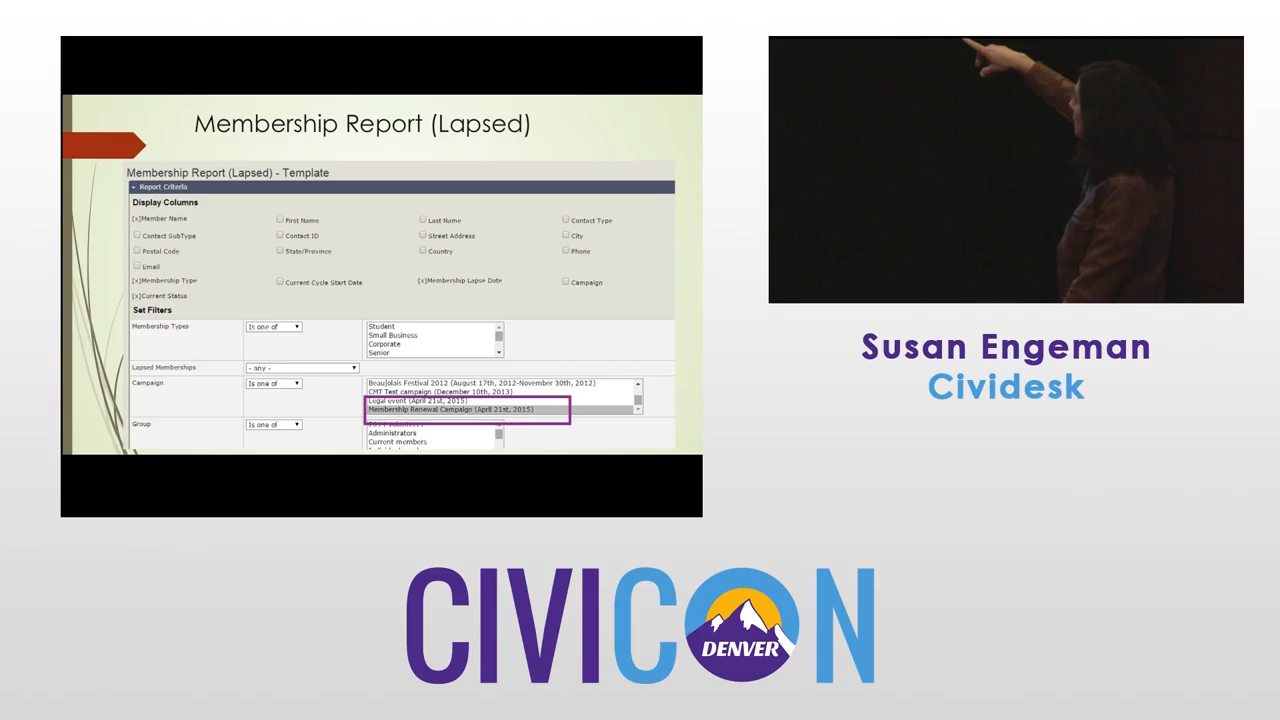 Membership Report (Lapsed)
Membership Report (Lapsed) - Template
Report Criteria
Display Columns
[x]Member Name First Name Last Name Contact Type
Contact SubType Contact ID Street Address City
Postal Code State/Province Country Phone
Email
[x]Membership Type Current Cycle Start Date [x]Membership Lapse Date Campaign
[x]Current Status
Set Filters
Membership Types Is one of Student
Small Business
Corporate
Senior
Lapsed Memberships - any -
Campaign Is one of Beaujolais Festival 2012 (August 17th, 2012-November 30th, 2012)
CMT Test campaign (December 10th, 2013)
Legal event (April 21st, 2015)
Membership Renewal Campaign (April 21st, 2015)
Group Is one of
Administrators
Current members
Susan Engeman
Cividesk
CIVICON
DENVER